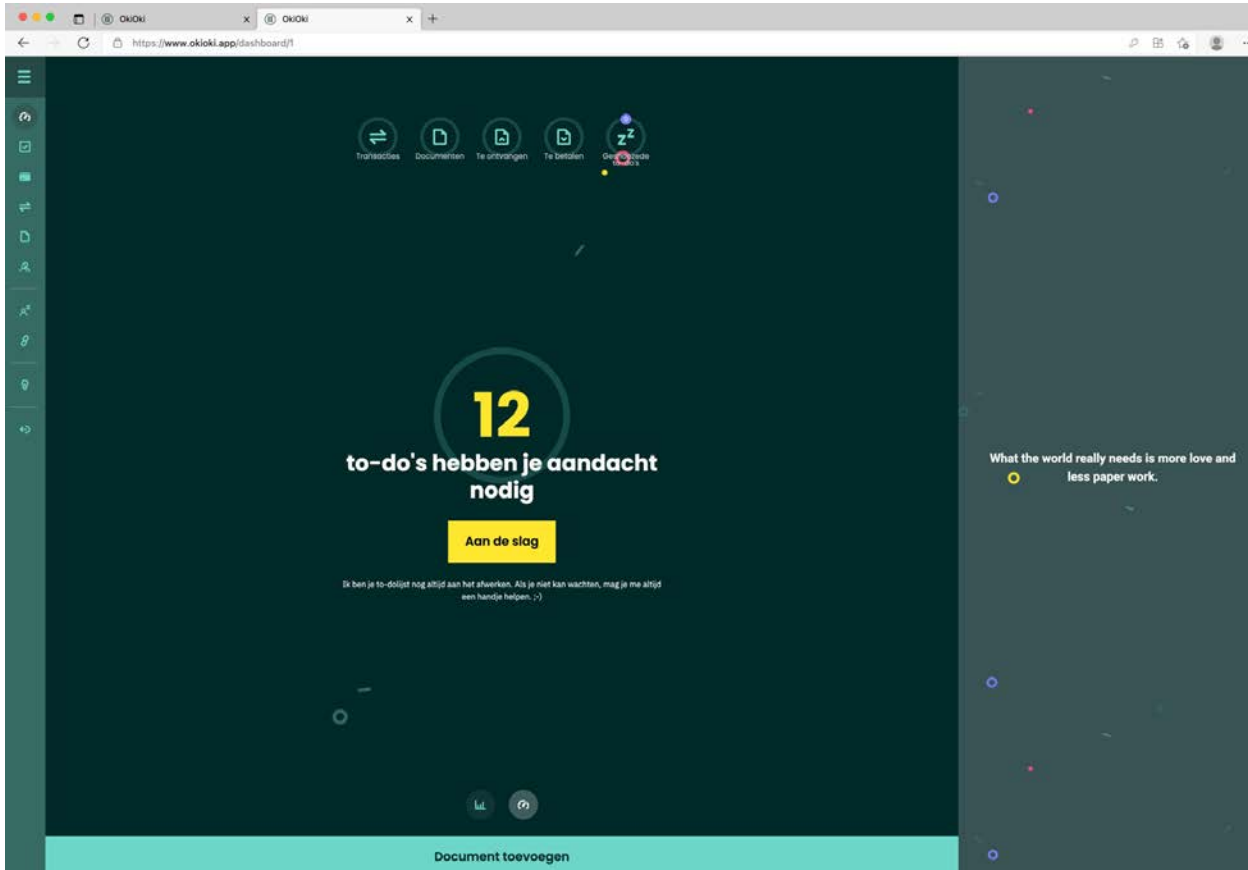 OkiOki
OkiOki
https://www.okioki.app/dashboard/1
Transacties
Documenten
Te ontvangen
Te betalen
Gesnoozede
to-do's
12
to-do's hebben je aandacht
nodig
Aan de slag
Ik ben je to-dolijst nog altijd aan het afwerken. Als je niet kan wachten, mag je me altijd
een handje helpen. ;-)
What the world really needs is more love and
less paper work.
Document toevoegen